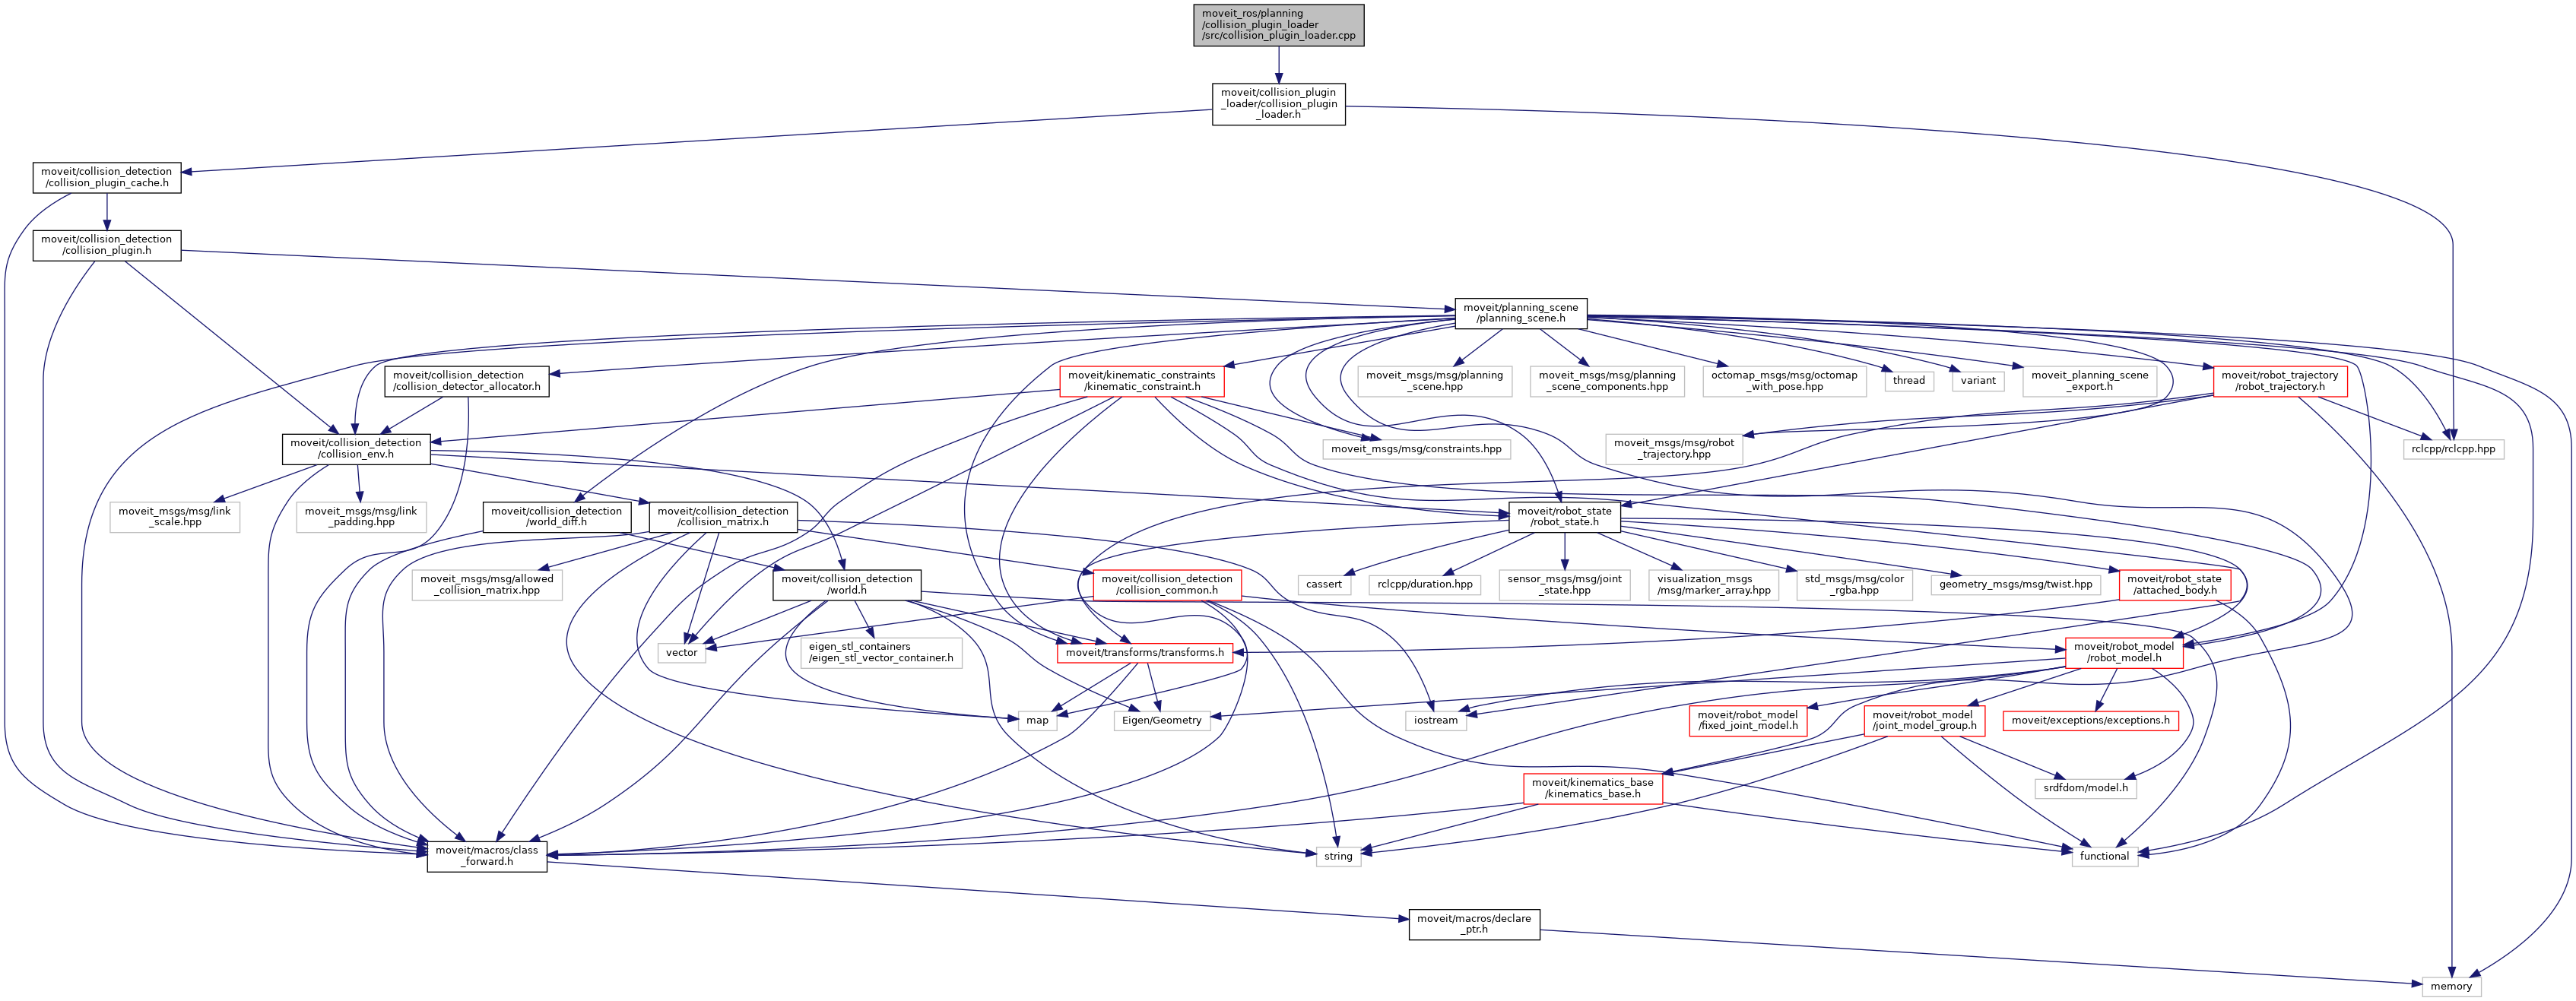 moveit_ros/planning
/collision_plugin_loader
/src/collision_plugin_loader.cpp
moveit/collision_plugin
_loader/collision_plugin
_loader.h
moveit/collision_detection
/collision_plugin_cache.h
moveit/collision_detection
/collision_plugin.h
moveit/planning_scene
/planning_scene.h
moveit/collision_detection
/collision_detector_allocator.h
moveit/kinematic_constraints
/kinematic_constraint.h
moveit_msgs/msg/planning
_scene.hpp
moveit_msgs/msg/planning
_scene_components.hpp
octomap_msgs/msg/octomap
_with_pose.hpp
thread
variant
moveit_planning_scene
_export.h
moveit/robot_trajectory
/robot_trajectory.h
moveit/collision_detection
/collision_env.h
moveit_msgs/msg/constraints.hpp
moveit_msgs/msg/robot
_trajectory.hpp
rclcpp/rclcpp.hpp
moveit_msgs/msg/link
_scale.hpp
moveit_msgs/msg/link
_padding.hpp
moveit/collision_detection
/world_diff.h
moveit/collision_detection
/collision_matrix.h
moveit/robot_state
/robot_state.h
moveit_msgs/msg/allowed
_collision_matrix.hpp
moveit/collision_detection
/world.h
moveit/collision_detection
/collision_common.h
cassert
rclcpp/duration.hpp
sensor_msgs/msg/joint
_state.hpp
visualization_msgs
/msg/marker_array.hpp
std_msgs/msg/color
_rgba.hpp
geometry_msgs/msg/twist.hpp
moveit/robot_state
/attached_body.h
vector
eigen_stl_containers
/eigen_stl_vector_container.h
moveit/transforms/transforms.h
moveit/robot_model
/robot_model.h
map
Eigen/Geometry
iostream
moveit/robot_model
/fixed_joint_model.h
moveit/robot_model
/joint_model_group.h
moveit/exceptions/exceptions.h
moveit/kinematics_base
/kinematics_base.h
srdfdom/model.h
moveit/macros/class
_forward.h
string
functional
moveit/macros/declare
_ptr.h
memory